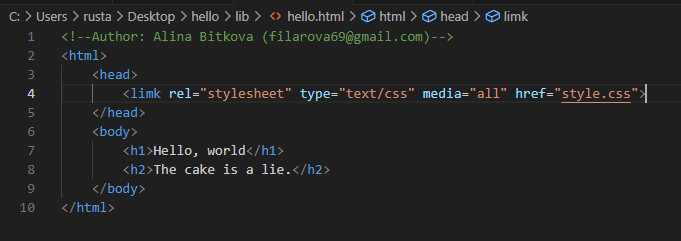 C: > Users > rusta > Desktop > hello > lib > <> hello.html > html > head > limk
1 <!--Author: Alina Bitkova (filarova69@gmail.com)-->
2 <html>
3     <head>
4         <limk rel="stylesheet" type="text/css" media="all" href="style.css">
5     </head>
6     <body>
7         <h1>Hello, world</h1>
8         <h2>The cake is a lie.</h2>
9     </body>
10 </html>